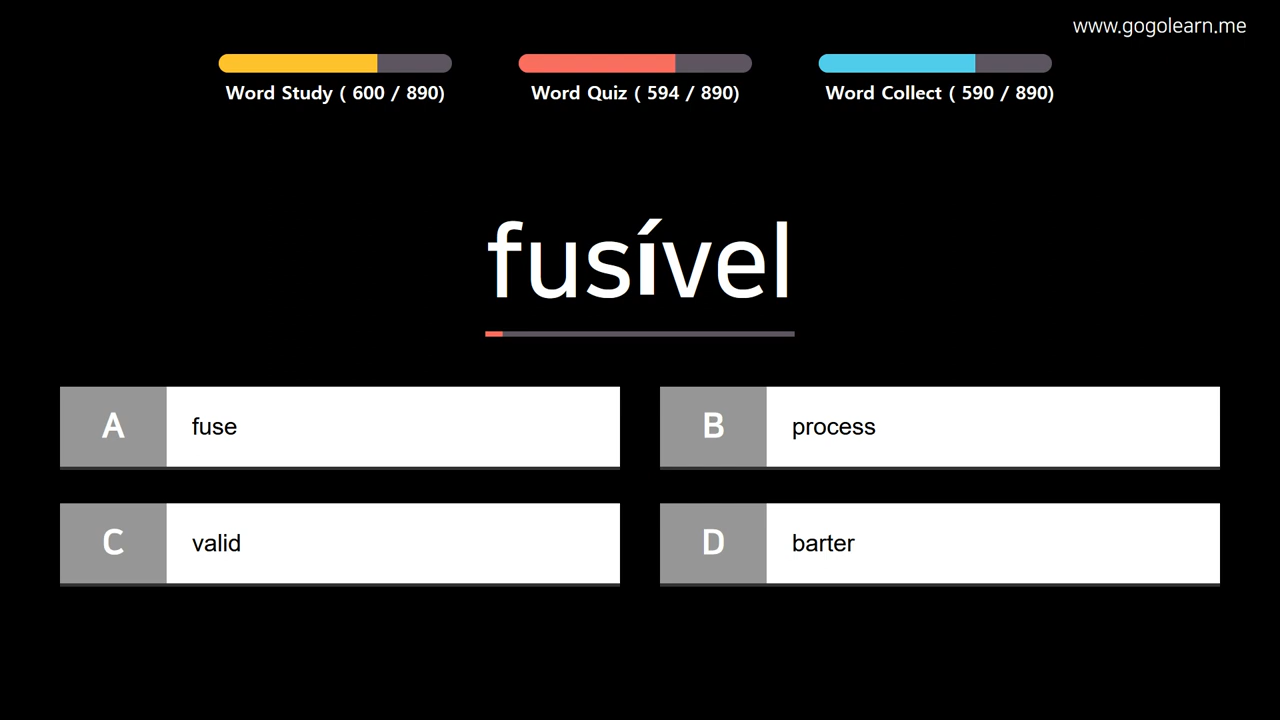 www.gogolearn.me
Word Study ( 600 / 890)
Word Quiz ( 594 / 890)
Word Collect ( 590 / 890)
fusível
A fuse
B process
C valid
D barter